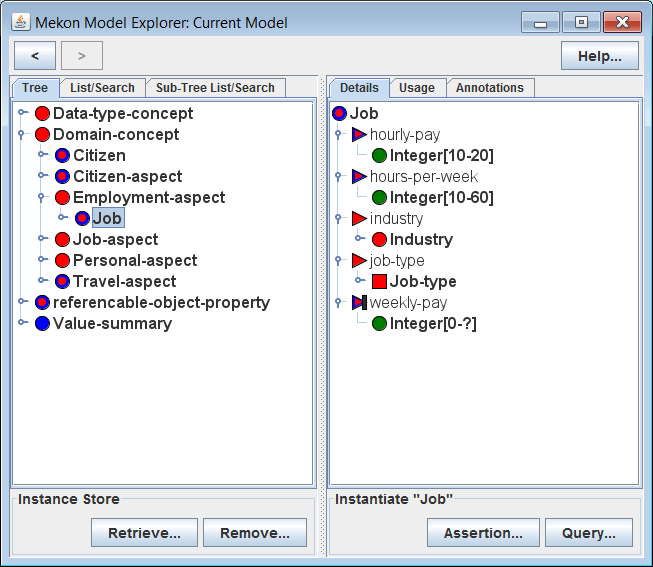 Mekon Model Explorer: Current Model
< > Help...
Tree List/Search Sub-Tree List/Search
Data-type-concept
Domain-concept
Citizen
Citizen-aspect
Employment-aspect
Job
Job-aspect
Personal-aspect
Travel-aspect
referencable-object-property
Value-summary
Instance Store
Retrieve... Remove...
Details Usage Annotations
Job
hourly-pay
Integer[10-20]
hours-per-week
Integer[10-60]
industry
Industry
job-type
Job-type
weekly-pay
Integer[0-?]
Instantiate "Job"
Assertion... Query...